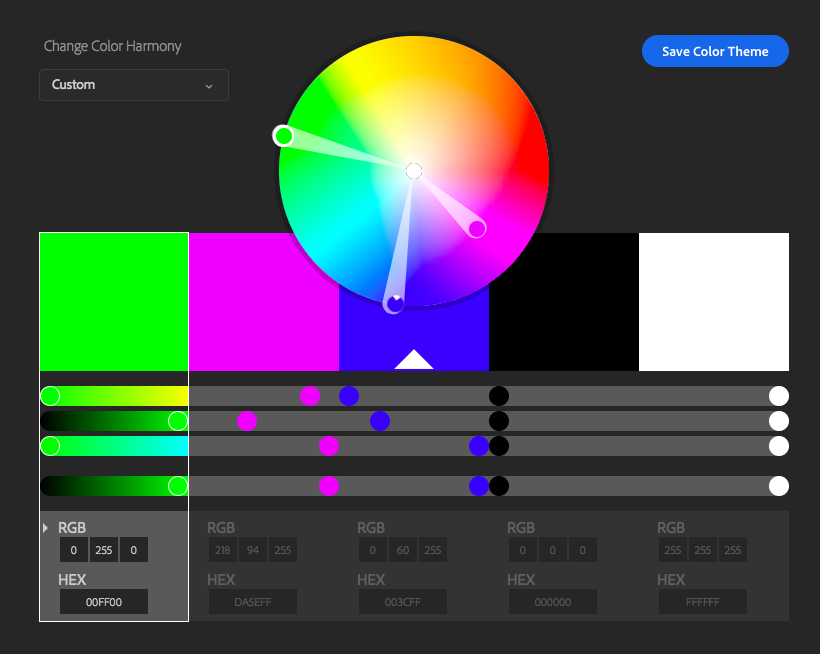 Change Color Harmony
Save Color Theme
Custom
RGB RGB RGB RGB RGB
0 255 0 218 94 255 0 60 255 0 0 0 255 255 255
HEX HEX HEX HEX HEX
00FF00 DA5EFF 003CFF 000000 FFFFFF